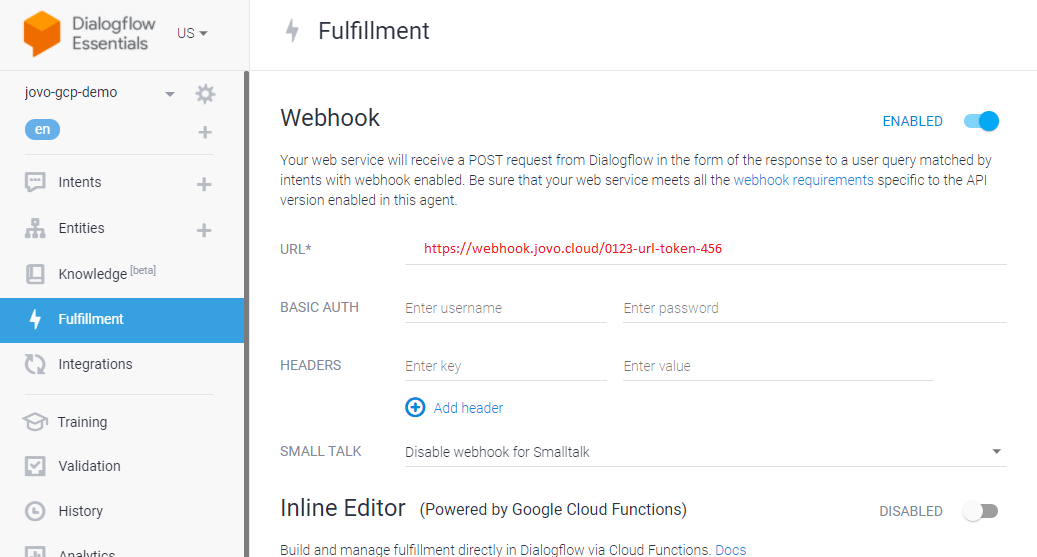 Dialogflow
Essentials
US
Fulfillment
jovo-gcp-demo
en
Intents
Entities
Knowledge [beta]
Fulfillment
Integrations
Training
Validation
History
Analytics
Webhook
ENABLED
Your web service will receive a POST request from Dialogflow in the form of the response to a user query matched by
intents with webhook enabled. Be sure that your web service meets all the webhook requirements specific to the API
version enabled in this agent.
URL* https://webhook.jovo.cloud/0123-url-token-456
BASIC AUTH Enter username Enter password
HEADERS Enter key Enter value
Add header
SMALL TALK Disable webhook for Smalltalk
Inline Editor (Powered by Google Cloud Functions) DISABLED
Build and manage fulfillment directly in Dialogflow via Cloud Functions. Docs